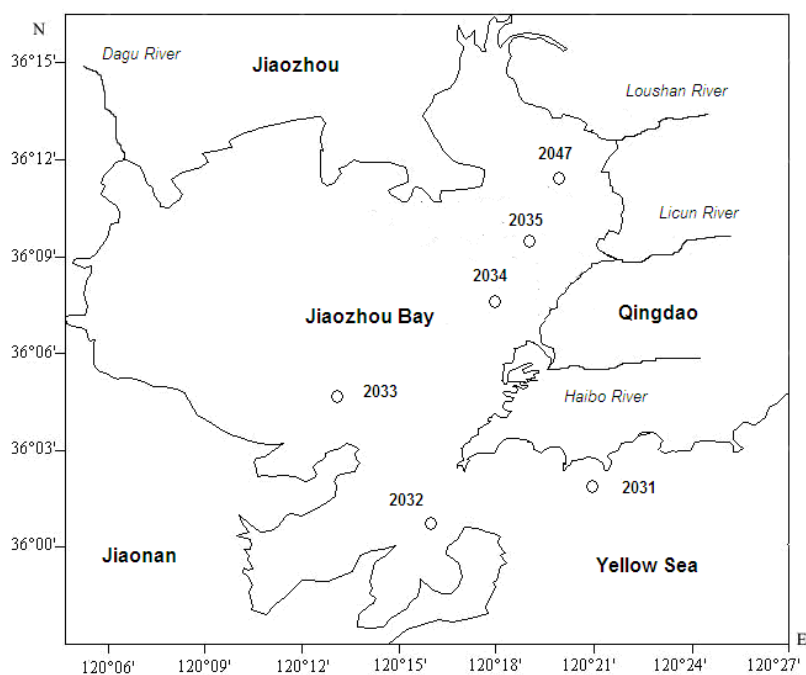 N
36°15'
Dagu River
Jiaozhou
Loushan River
36°12'
2047
2035
Licun River
36°09'
2034
Jiaozhou Bay
Qingdao
36°06'
2033
Haibo River
36°03'
2032
2031
36°00'
Jiaonan
Yellow Sea
E
120°06' 120°09' 120°12' 120°15' 120°18' 120°21' 120°24' 120°27'